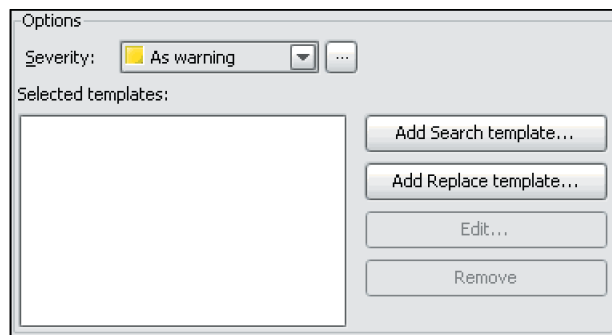 Options
Severity: As warning ...
Selected templates:
Add Search template...
Add Replace template...
Edit...
Remove